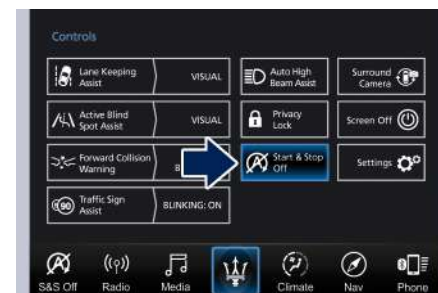 Controls
Lane Keeping
Assist
VISUAL
Auto High
Beam Assist
Surround
Camera
Active Blind
Spot Assist
VISUAL
Privacy
Lock
Screen Off
Forward Collision
Warning
B
Start & Stop
Off
Settings
90
Traffic Sign
Assist
BLINKING: ON
S&S Off
Radio
Media
Climate
Nav
Phone